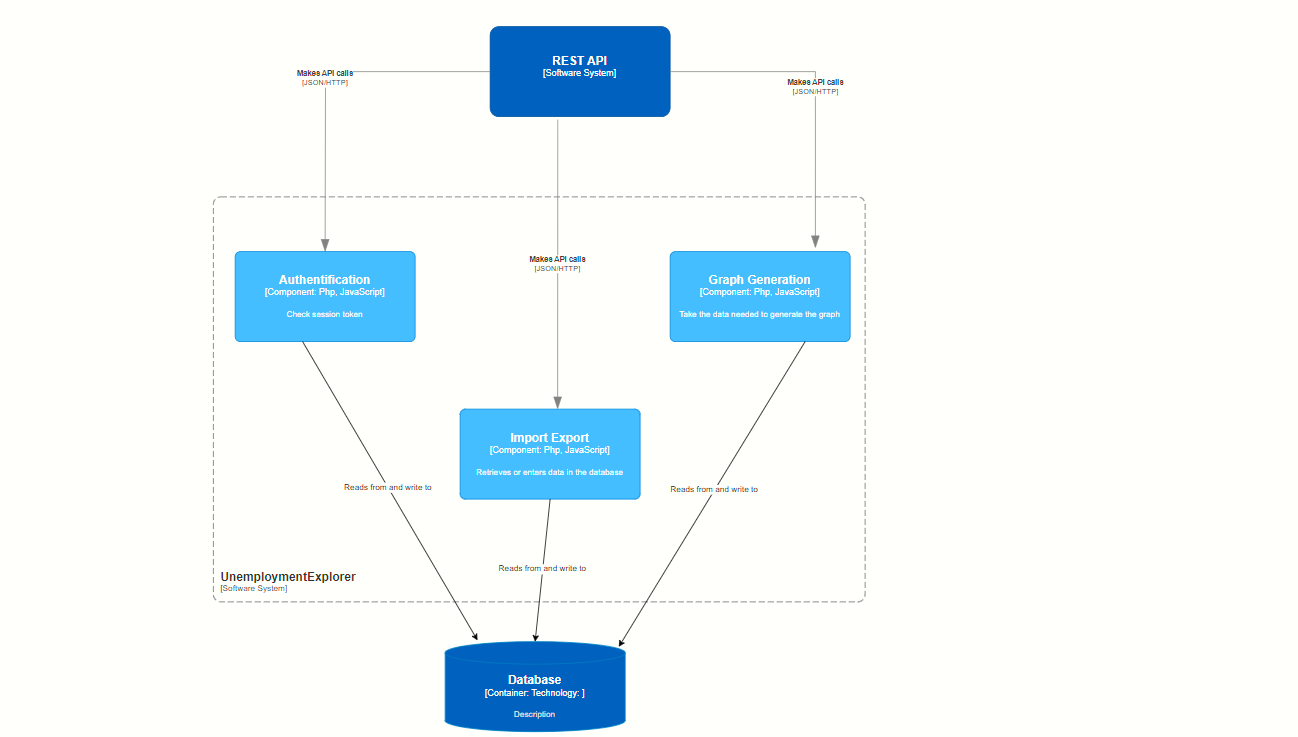 REST API
[Software System]
Makes API calls
[JSON/HTTP]
Makes API calls
[JSON/HTTP]
Makes API calls
[JSON/HTTP]
Authentification
[Component: Php, JavaScript]
Check session token
Graph Generation
[Component: Php, JavaScript]
Take the data needed to generate the graph
Import Export
[Component: Php, JavaScript]
Retrieves or enters data in the database
Reads from and write to
Reads from and write to
Reads from and write to
UnemploymentExplorer
[Software System]
Database
[Container: Technology: ]
Description